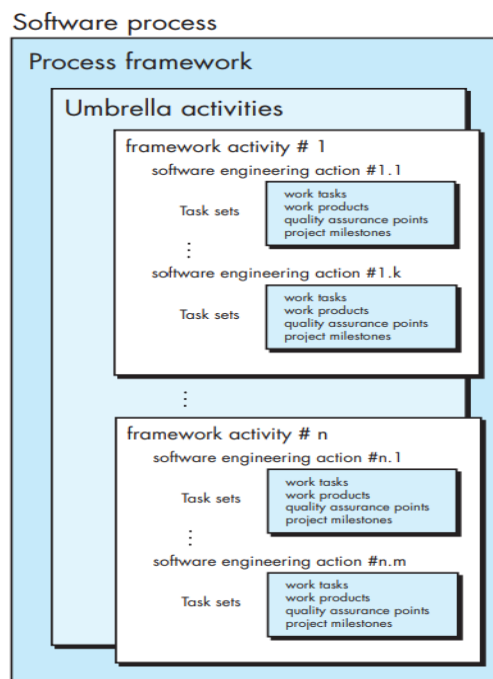 Software process
Process framework
Umbrella activities
framework activity # 1
software engineering action #1.1
Task sets
work tasks
work products
quality assurance points
project milestones
software engineering action #1.k
Task sets
work tasks
work products
quality assurance points
project milestones
framework activity # n
software engineering action #n.1
Task sets
work tasks
work products
quality assurance points
project milestones
software engineering action #n.m
Task sets
work tasks
work products
quality assurance points
project milestones